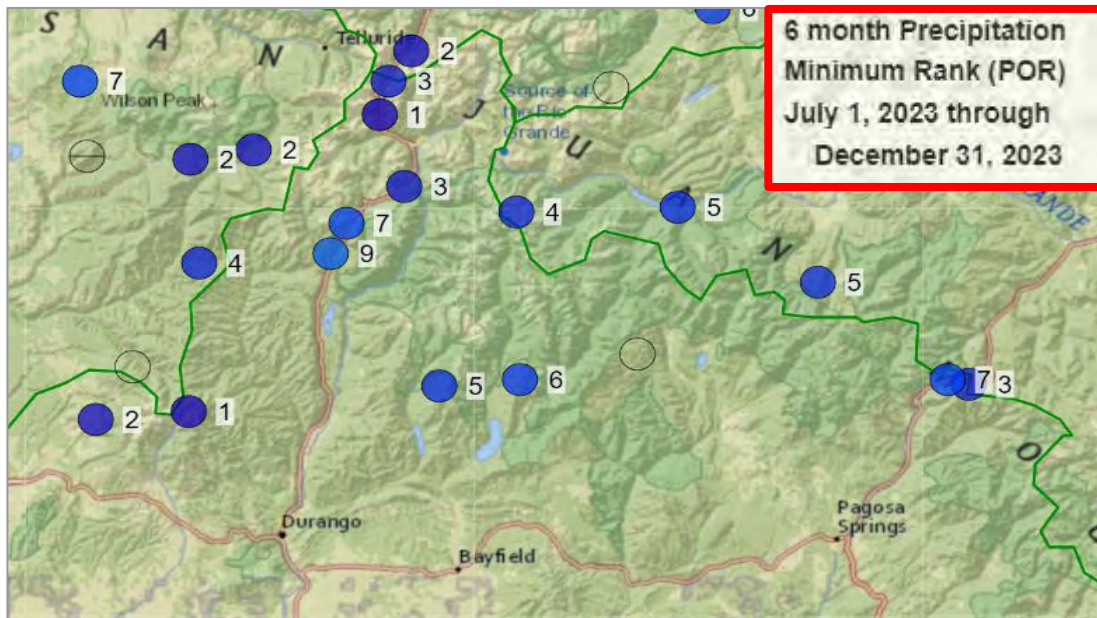 6 month Precipitation
Minimum Rank (POR)
July 1, 2023 through
December 31, 2023
S
A
N
J
U
A
N
Telluride
2
6
3
7
Wilson Peak
Source of
the Rio
Grande
1
2
2
3
4
5
7
9
4
5
5
6
7
3
2
1
Durango
Bayfield
Pagosa
Springs
O